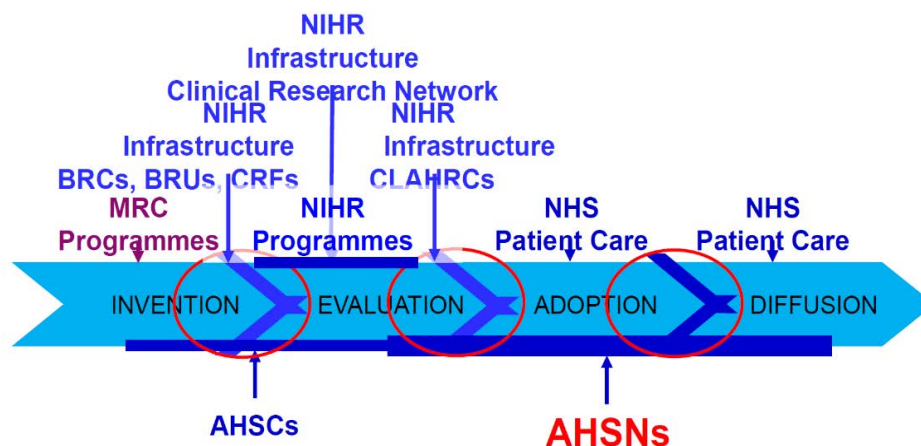 NIHR
Infrastructure
Clinical Research Network
NIHR
Infrastructure
BRCs, BRUs, CRFs
NIHR
Infrastructure
CLAHRCs
MRC
Programmes
NIHR
Programmes
NHS
Patient Care
NHS
Patient Care
INVENTION
EVALUATION
ADOPTION
DIFFUSION
AHSCs
AHSNs